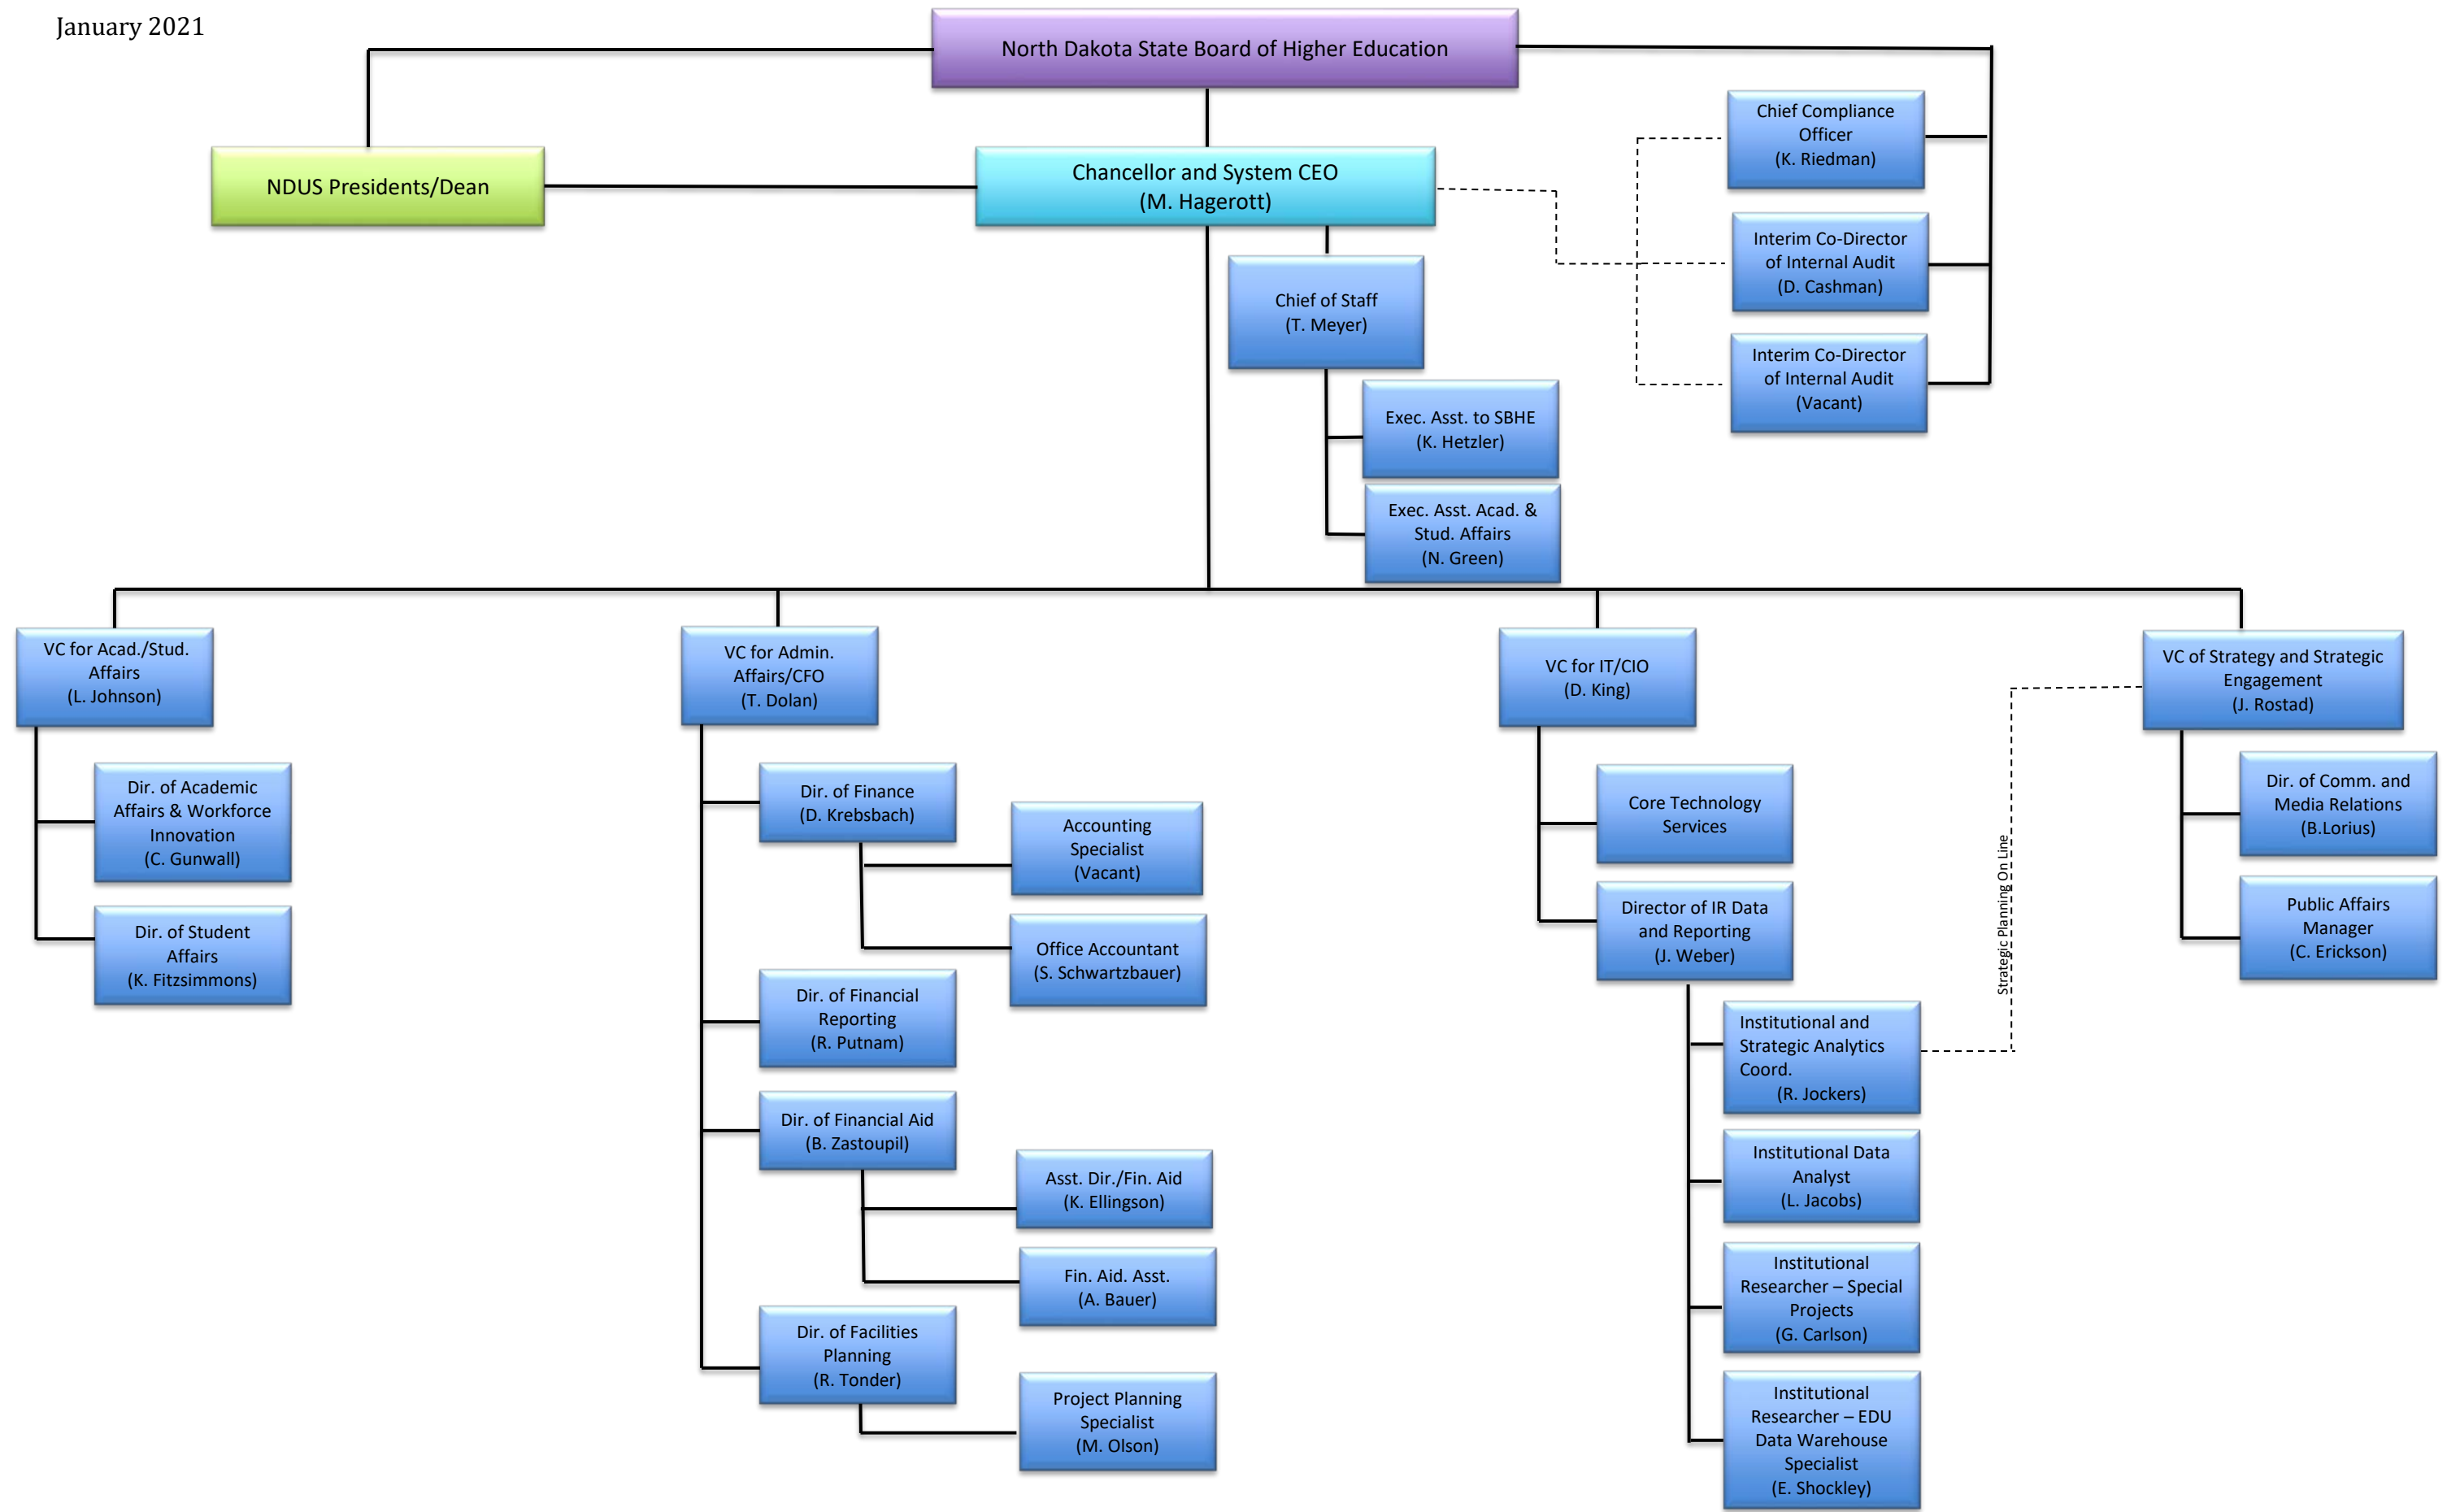 January 2021
North Dakota State Board of Higher Education
NDUS Presidents/Dean
Chancellor and System CEO
(M. Hagerott)
Chief Compliance
Officer
(K. Riedman)
Interim Co-Director
of Internal Audit
(D. Cashman)
Interim Co-Director
of Internal Audit
(Vacant)
Chief of Staff
(T. Meyer)
Exec. Asst. to SBHE
(K. Hetzler)
Exec. Asst. Acad. &
Stud. Affairs
(N. Green)
VC for Acad./Stud.
Affairs
(L. Johnson)
Dir. of Academic
Affairs & Workforce
Innovation
(C. Gunwall)
Dir. of Student
Affairs
(K. Fitzsimmons)
VC for Admin.
Affairs/CFO
(T. Dolan)
Dir. of Finance
(D. Krebsbach)
Accounting
Specialist
(Vacant)
Office Accountant
(S. Schwartzbauer)
Dir. of Financial
Reporting
(R. Putnam)
Dir. of Financial Aid
(B. Zastoupil)
Asst. Dir./Fin. Aid
(K. Ellingson)
Fin. Aid. Asst.
(A. Bauer)
Dir. of Facilities
Planning
(R. Tonder)
Project Planning
Specialist
(M. Olson)
VC for IT/CIO
(D. King)
Core Technology
Services
Director of IR Data
and Reporting
(J. Weber)
Institutional and
Strategic Analytics
Coord.
(R. Jockers)
Institutional Data
Analyst
(L. Jacobs)
Institutional
Researcher – Special
Projects
(G. Carlson)
Institutional
Researcher – EDU
Data Warehouse
Specialist
(E. Shockley)
Strategic Planning On Line
VC of Strategy and Strategic
Engagement
(J. Rostad)
Dir. of Comm. and
Media Relations
(B.Lorius)
Public Affairs
Manager
(C. Erickson)